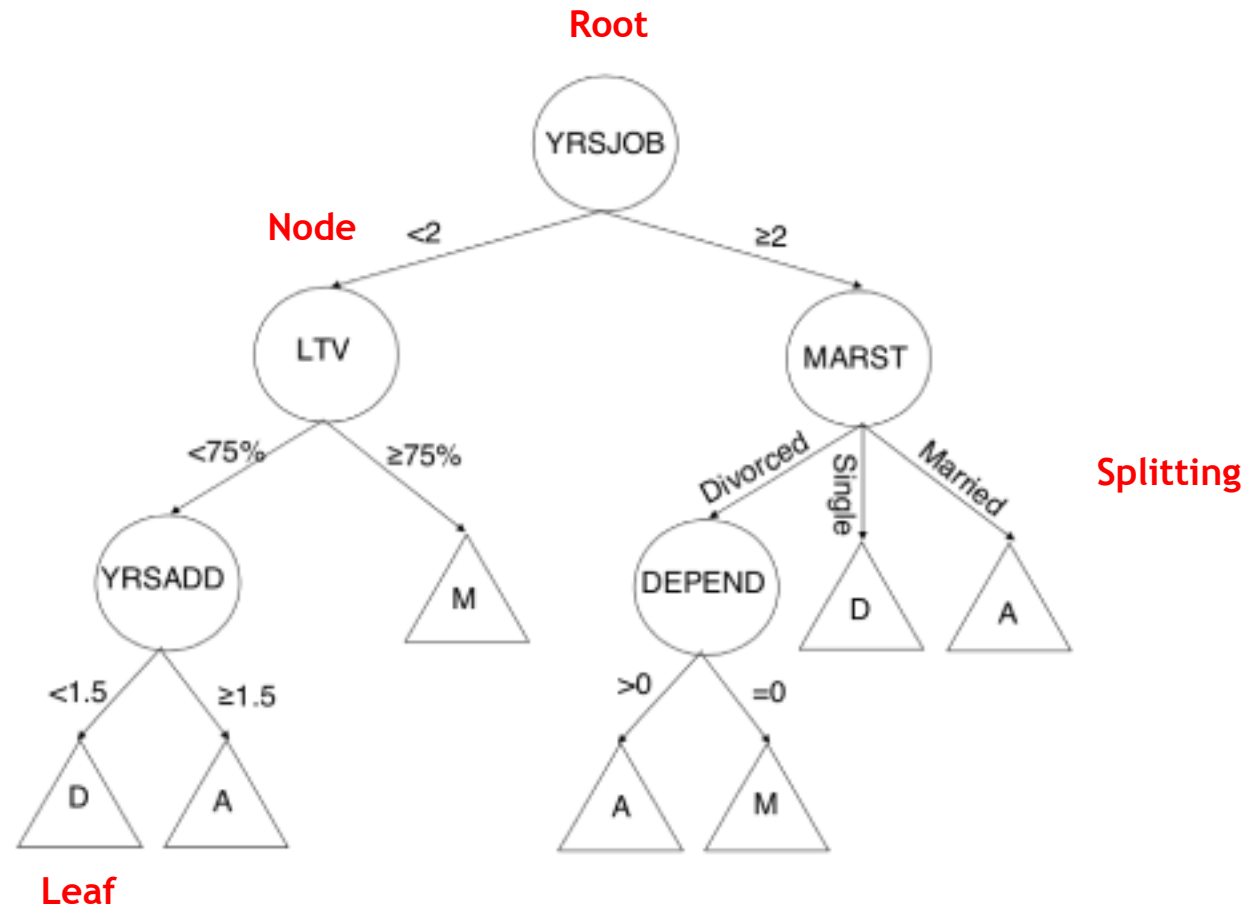 Root
YRSJOB
Node
<2
≥2
LTV
MARST
<75%
≥75%
Divorced
Single
Married
Splitting
YRSADD
M
DEPEND
D
A
<1.5
≥1.5
>0
=0
D
A
A
M
Leaf